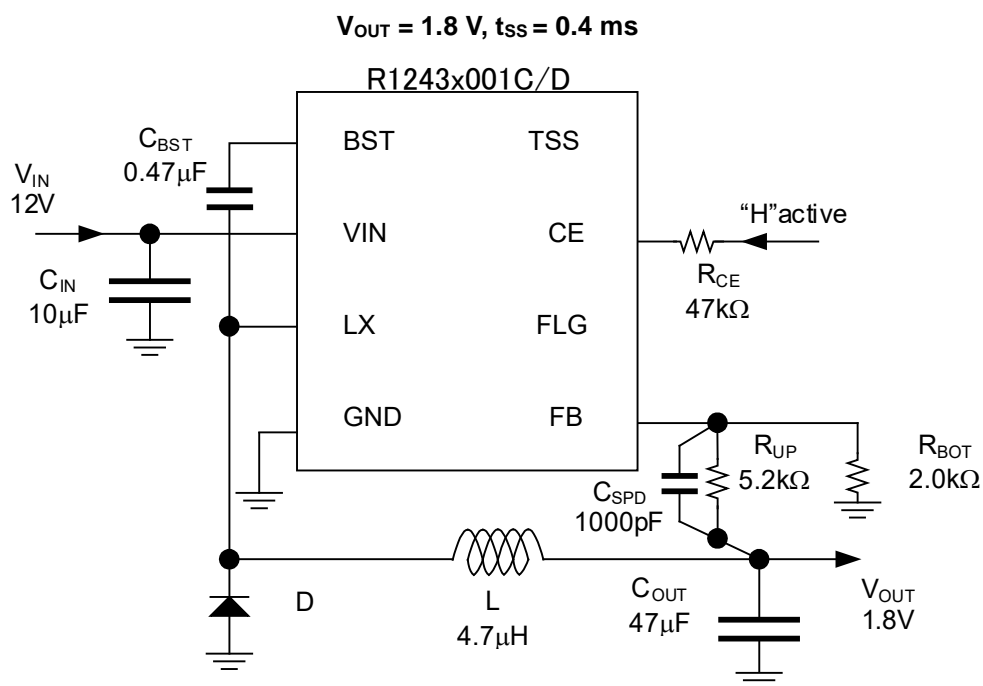 VOUT = 1.8 V, tSS = 0.4 ms
R1243x001C/D
CBST
0.47μF
BST
TSS
VIN
12V
VIN
CE
"H"active
CIN
10μF
RCE
47kΩ
LX
FLG
GND
FB
RUP
5.2kΩ
RBOT
2.0kΩ
CSPD
1000pF
D
L
4.7μH
COUT
47μF
VOUT
1.8V